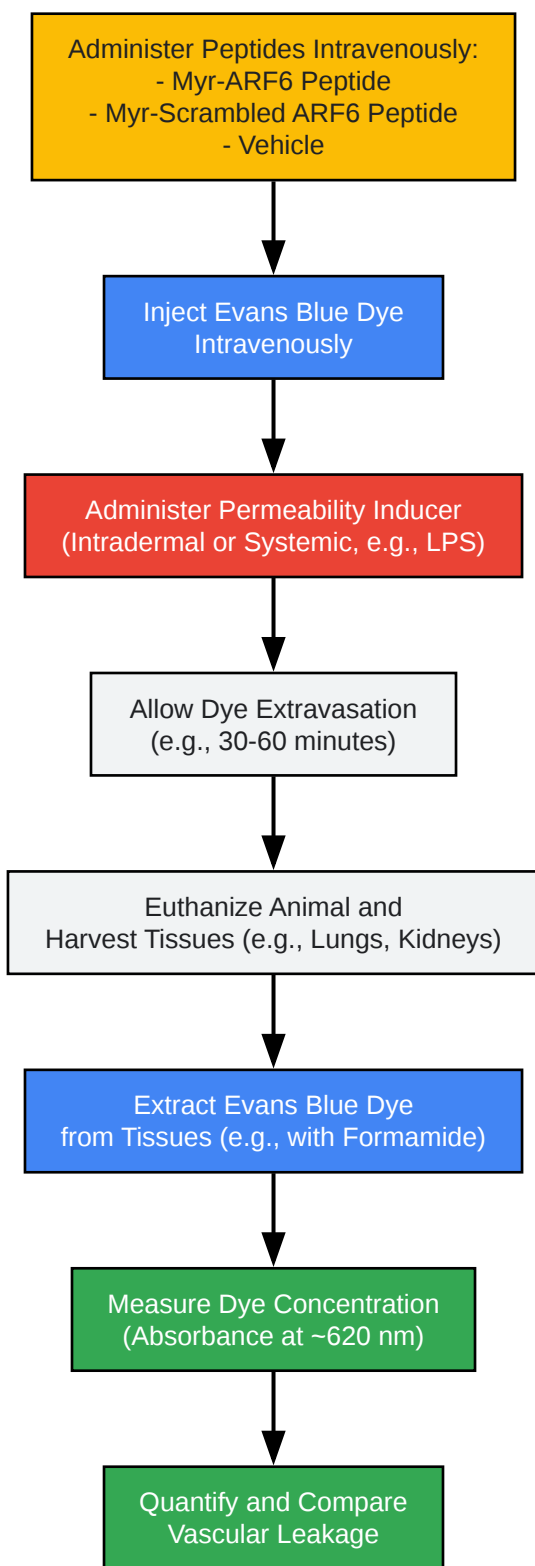 Administer Peptides Intravenously:
- Myr-ARF6 Peptide
- Myr-Scrambled ARF6 Peptide
- Vehicle
Inject Evans Blue Dye
Intravenously
Administer Permeability Inducer
(Intradermal or Systemic, e.g., LPS)
Allow Dye Extravasation
(e.g., 30-60 minutes)
Euthanize Animal and
Harvest Tissues (e.g., Lungs, Kidneys)
Extract Evans Blue Dye
from Tissues (e.g., with Formamide)
Measure Dye Concentration
(Absorbance at ~620 nm)
Quantify and Compare
Vascular Leakage